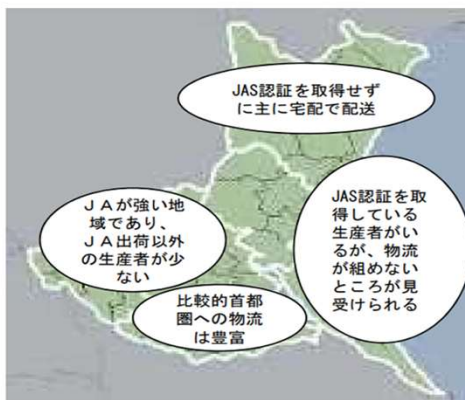 JAS認証を取得せず
に主に宅配で配送
ＪＡが強い地
域であり、
ＪＡ出荷以外
の生産者が少
ない
JAS認証を取
得している
生産者がい
るが、物流
が組めない
ところが見
受けられる
比較的首都
圏への物流
は豊富